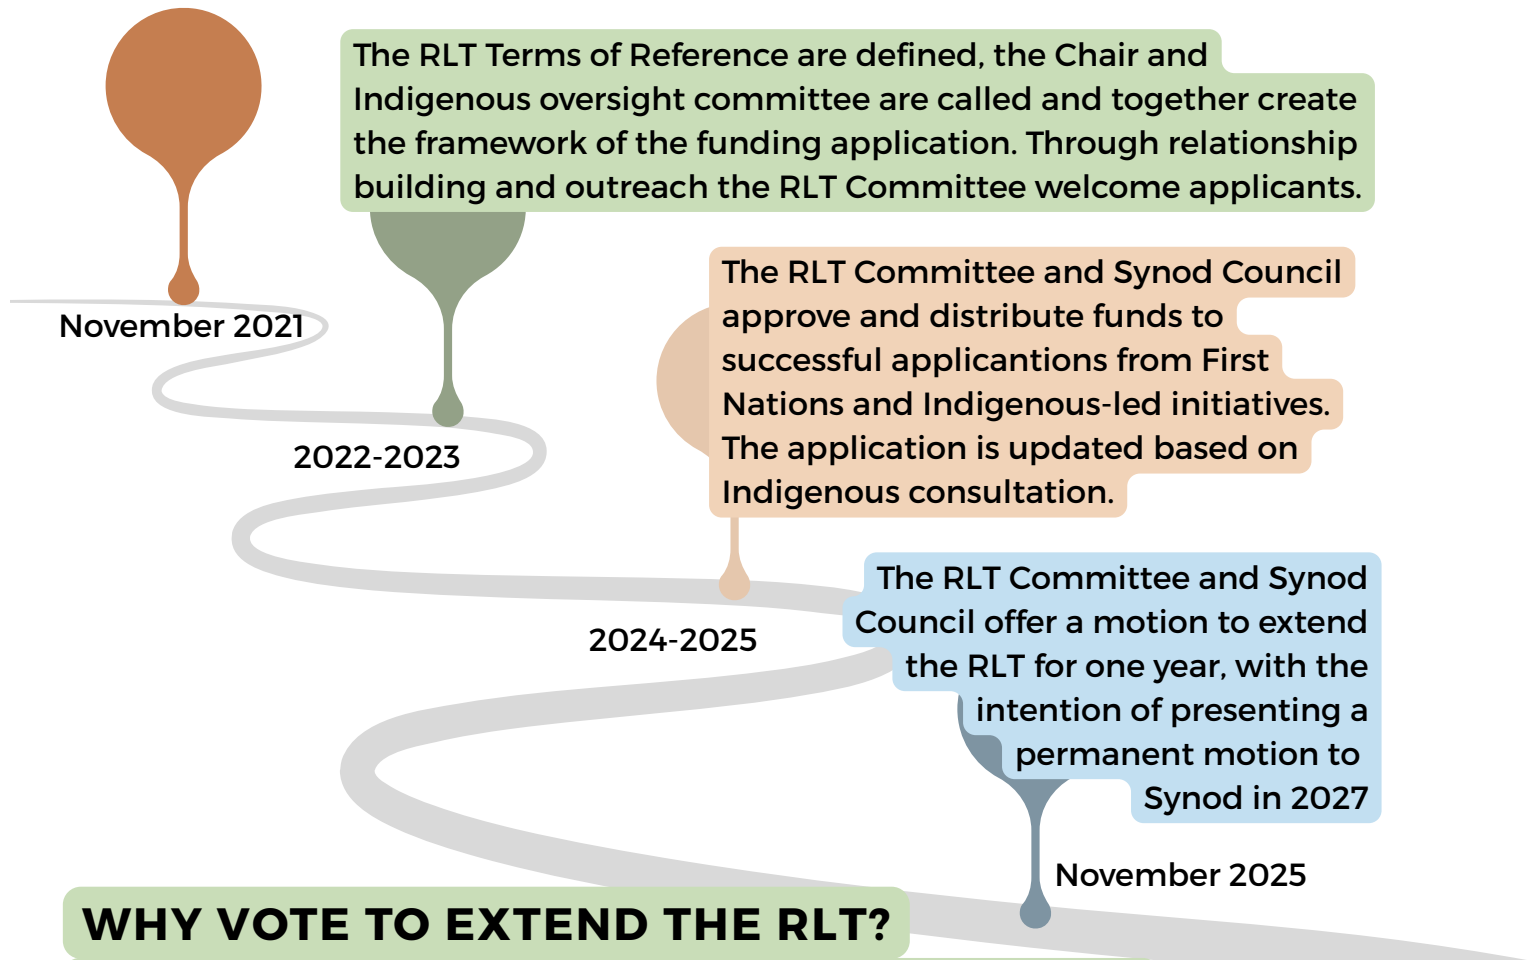 The RLT Terms of Reference are defined, the Chair and
Indigenous oversight committee are called and together create
the framework of the funding application. Through relationship
building and outreach the RLT Committee welcome applicants.
November 2021
The RLT Committee and Synod Council
approve and distribute funds to
successful applicantions from First
Nations and Indigenous-led initiatives.
The application is updated based on
Indigenous consultation.
2022-2023
The RLT Committee and Synod
Council offer a motion to extend
the RLT for one year, with the
intention of presenting a
permanent motion to
Synod in 2027
2024-2025
November 2025
WHY VOTE TO EXTEND THE RLT?